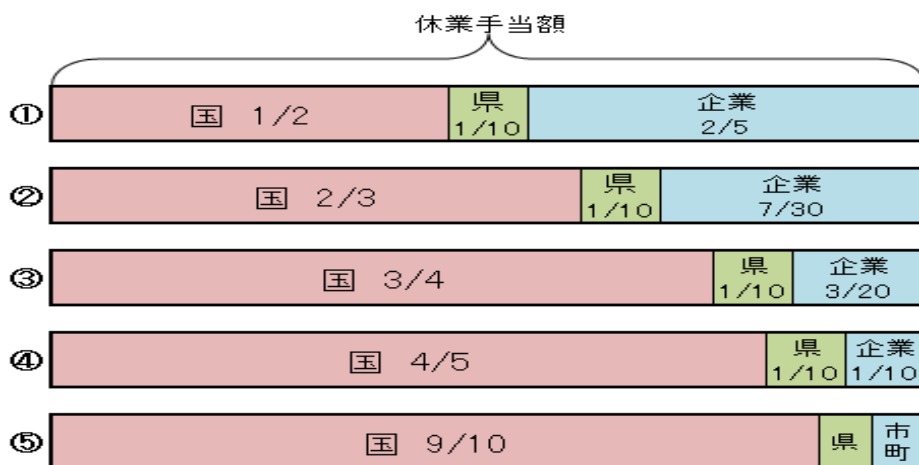 休業手当額
① 国 1/2 県 1/10 企業 2/5
② 国 2/3 県 1/10 企業 7/30
③ 国 3/4 県 1/10 企業 3/20
④ 国 4/5 県 1/10 企業 1/10
⑤ 国 9/10 県 市町